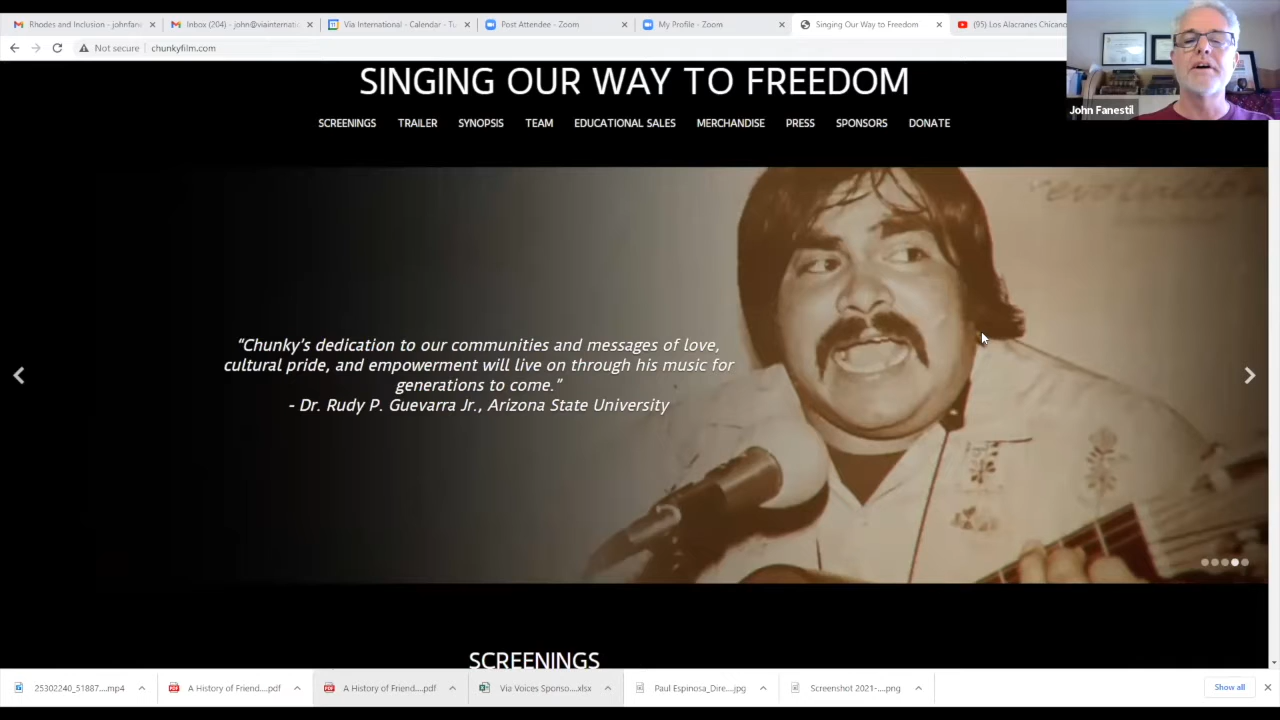 Rhodes and Inclusion - johnfane
Inbox (204) - john@viainternatio
Via International - Calendar - Tu
Post Attendee - Zoom
My Profile - Zoom
Singing Our Way to Freedom
(95) Los Alacranes Chicano
Not secure
chunkyfilm.com
John Fanestil
SINGING OUR WAY TO FREEDOM
SCREENINGS TRAILER SYNOPSIS TEAM EDUCATIONAL SALES MERCHANDISE PRESS SPONSORS DONATE
"Chunky's dedication to our communities and messages of love,
cultural pride, and empowerment will live on through his music for
generations to come."
- Dr. Rudy P. Guevarra Jr., Arizona State University
SCREENINGS
25302240_51887....mp4
A History of Friend....pdf
A History of Friend....pdf
Via Voices Sponso....xlsx
Paul Espinosa_Dire....jpg
Screenshot 2021-....png
Show all